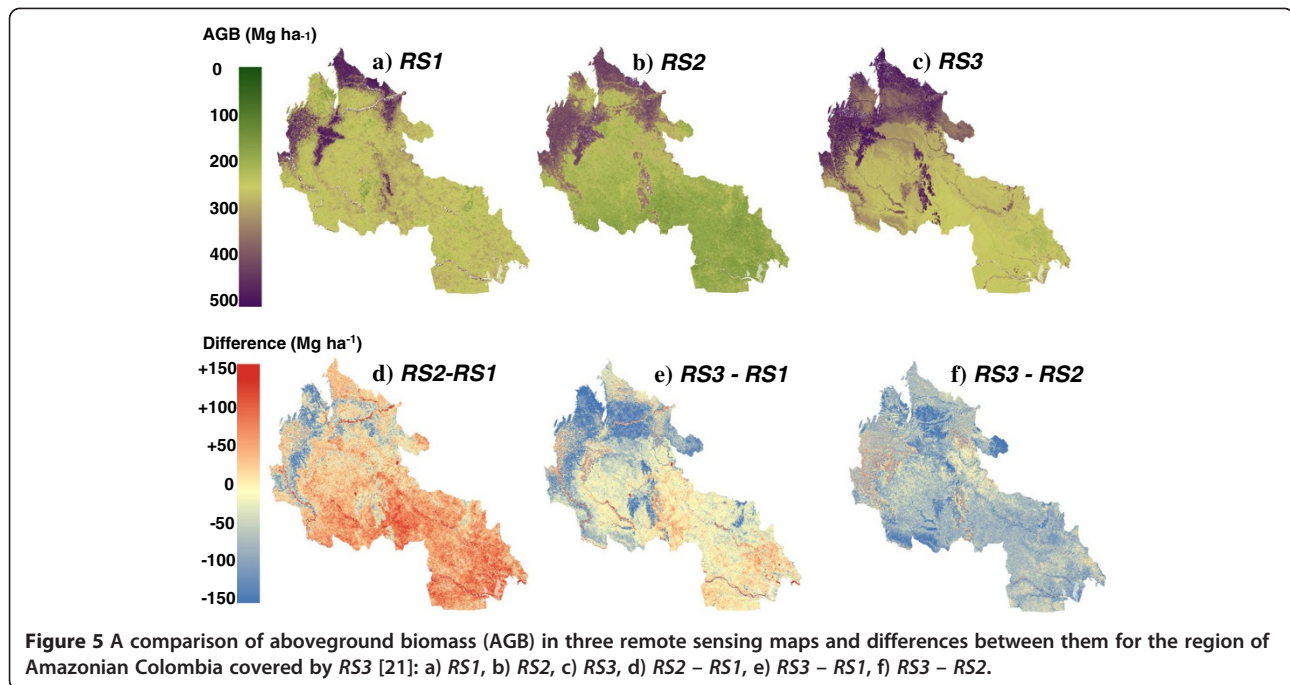 AGB (Mg ha-1)
0
100
200
300
400
500
a) RS1
b) RS2
c) RS3
Difference (Mg ha-1)
+150
+100
+50
0
-50
-100
-150
d) RS2-RS1
e) RS3 - RS1
f) RS3 - RS2
Figure 5 A comparison of aboveground biomass (AGB) in three remote sensing maps and differences between them for the region of
Amazonian Colombia covered by RS3 [21]: a) RS1, b) RS2, c) RS3, d) RS2 – RS1, e) RS3 – RS1, f) RS3 – RS2.